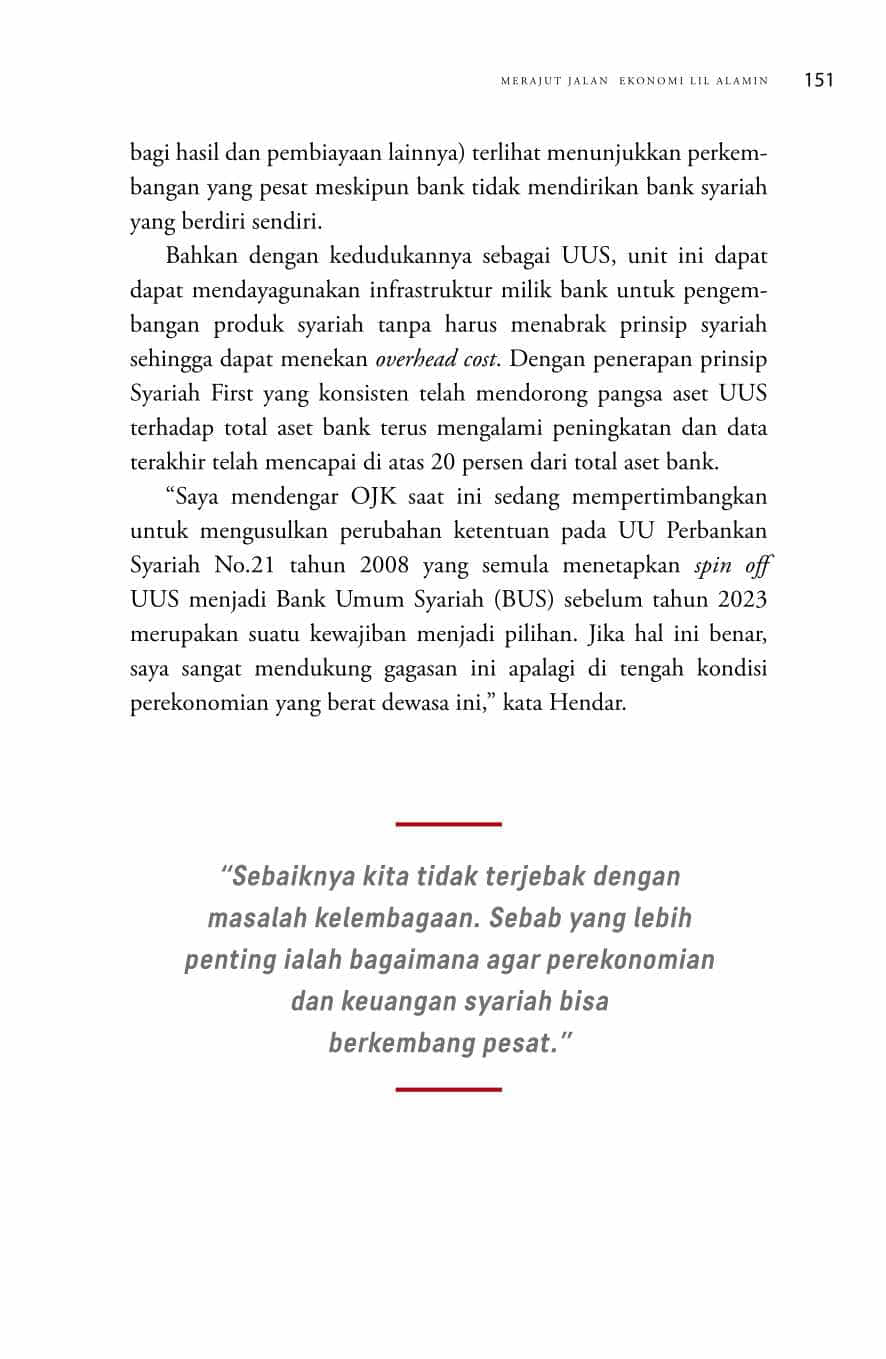 MERAJUT JALAN EKONOMI LIL ALAMIN 151
bagi hasil dan pembiayaan lainnya) terlihat menunjukkan perkem-
bangan yang pesat meskipun bank tidak mendirikan bank syariah
yang berdiri sendiri.
Bahkan dengan kedudukannya sebagai UUS, unit ini dapat
dapat mendayagunakan infrastruktur milik bank untuk pengem-
bangan produk syariah tanpa harus menabrak prinsip syariah
sehingga dapat menekan overhead cost. Dengan penerapan prinsip
Syariah First yang konsisten telah mendorong pangsa aset UUS
terhadap total aset bank terus mengalami peningkatan dan data
terakhir telah mencapai di atas 20 persen dari total aset bank.
“Saya mendengar OJK saat ini sedang mempertimbangkan
untuk mengusulkan perubahan ketentuan pada UU Perbankan
Syariah No.21 tahun 2008 yang semula menetapkan spin off
UUS menjadi Bank Umum Syariah (BUS) sebelum tahun 2023
merupakan suatu kewajiban menjadi pilihan. Jika hal ini benar,
saya sangat mendukung gagasan ini apalagi di tengah kondisi
perekonomian yang berat dewasa ini,” kata Hendar.
“Sebaiknya kita tidak terjebak dengan
masalah kelembagaan. Sebab yang lebih
penting ialah bagaimana agar perekonomian
dan keuangan syariah bisa
berkembang pesat.”